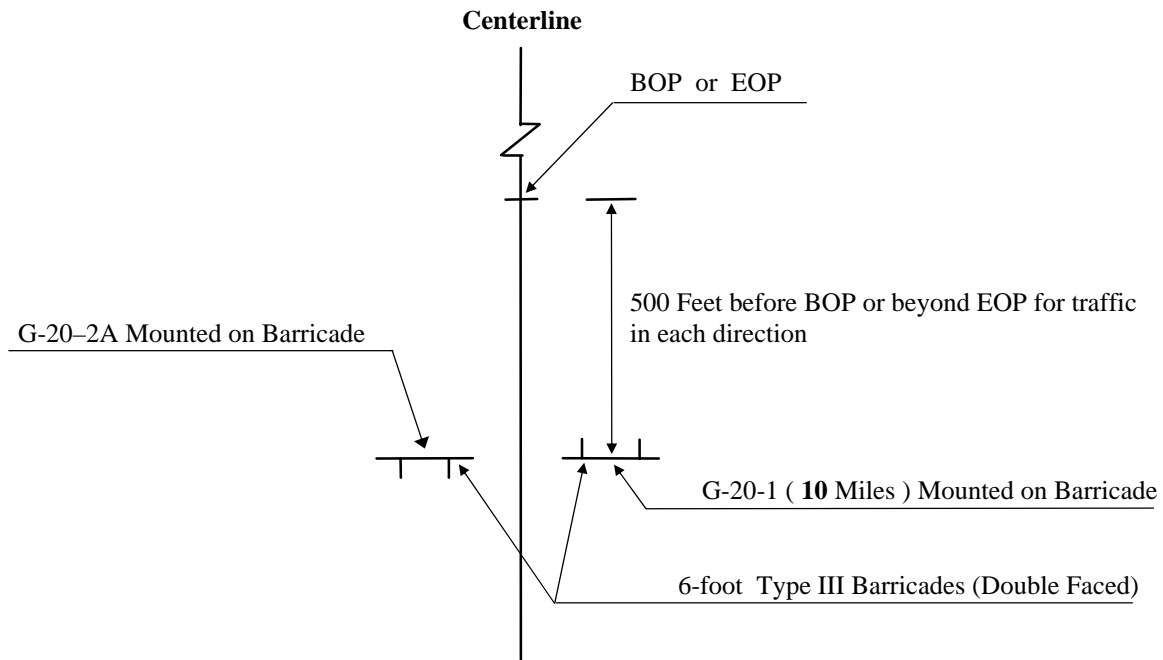 Centerline
BOP or EOP
500 Feet before BOP or beyond EOP for traffic
in each direction
G-20–2A Mounted on Barricade
G-20-1 ( 10 Miles ) Mounted on Barricade
6-foot Type III Barricades (Double Faced)